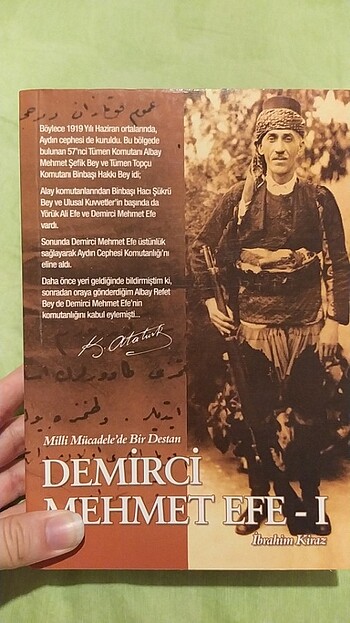 Böylece 1919 Yılı Haziran ortalarında,
Aydın cephesi de kuruldu. Bu bölgede
bulunan 57'nci Tümen Komutanı Albay
Mehmet Şefik Bey ve Tümen Topçu
Komutanı Binbaşı Hakkı Bey idi;
Alay komutanlarından Binbaşı Hacı Şükrü
Bey ve Ulusal Kuvvetler'in başında da
Yörük Ali Efe ve Demirci Mehmet Efe
vardı.
Sonunda Demirci Mehmet Efe üstünlük
sağlayarak Aydın Cephesi Komutanlığı'nı
eline aldı.
Daha önce yeri geldiğinde bildirmiştim ki,
sonradan oraya gönderdiğim Albay Refet
Bey de Demirci Mehmet Efe'nin
komutanlığını kabul eylemişti...
K. Atatürk
Milli Mücadele'de Bir Destan
DEMİRCİ
MEHMET EFE - I
İbrahim Kiraz